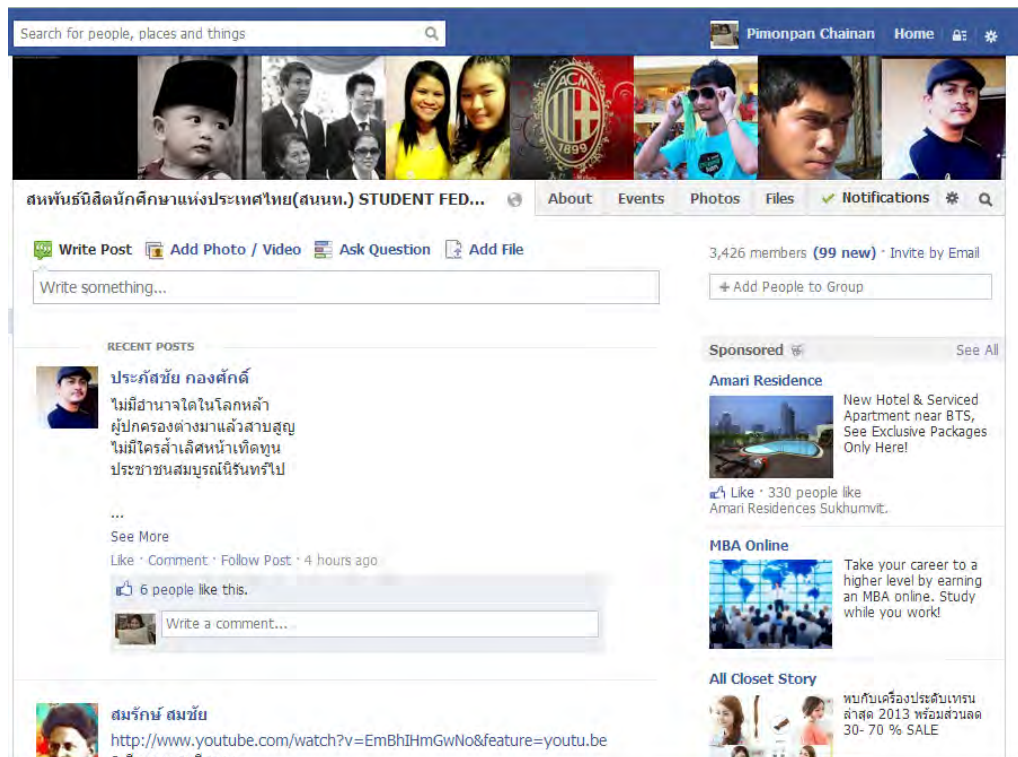 Search for people, places and things
Pimonpan Chainan Home
ACM
1899
สหพันธ์นิสิตนักศึกษาแห่งประเทศไทย(สนนท.) STUDENT FED...
About Events Photos Files Notifications
Write Post Add Photo / Video Ask Question Add File
Write something...
3,426 members (99 new) · Invite by Email
+ Add People to Group
RECENT POSTS
ประภัสชัย กองศักดิ์
ไม่มีอำนาจใดในโลกหล้า
ผู้ปกครองต่างมาแล้วสาบสูญ
ไม่มีใครล้ำเลิศหน้าเทิดทูน
ประชาชนสมบูรณ์นิรันทร์ไป
...
See More
Like · Comment · Follow Post · 4 hours ago
6 people like this.
Write a comment...
สมรักษ์ สมชัย
http://www.youtube.com/watch?v=EmBhIHmGwNo&feature=youtu.be
Sponsored
See All
Amari Residence
New Hotel & Serviced
Apartment near BTS,
See Exclusive Packages
Only Here!
Like · 330 people like
Amari Residences Sukhumvit.
MBA Online
Take your career to a
higher level by earning
an MBA online. Study
while you work!
All Closet Story
พบกับเครื่องประดับเทรน
ล่าสุด 2013 พร้อมส่วนลด
30- 70 % SALE